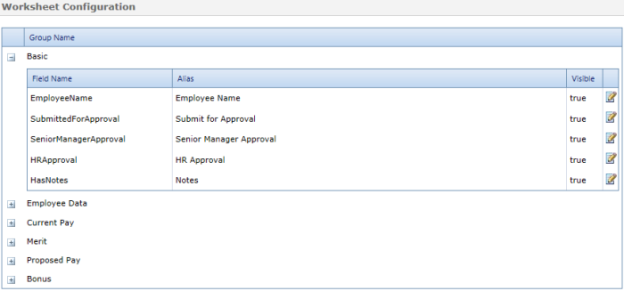 Worksheet Configuration
Group Name
Basic
Field Name Alias Visible
EmployeeName Employee Name true
SubmittedForApproval Submit for Approval true
SeniorManagerApproval Senior Manager Approval true
HRApproval HR Approval true
HasNotes Notes true
Employee Data
Current Pay
Merit
Proposed Pay
Bonus